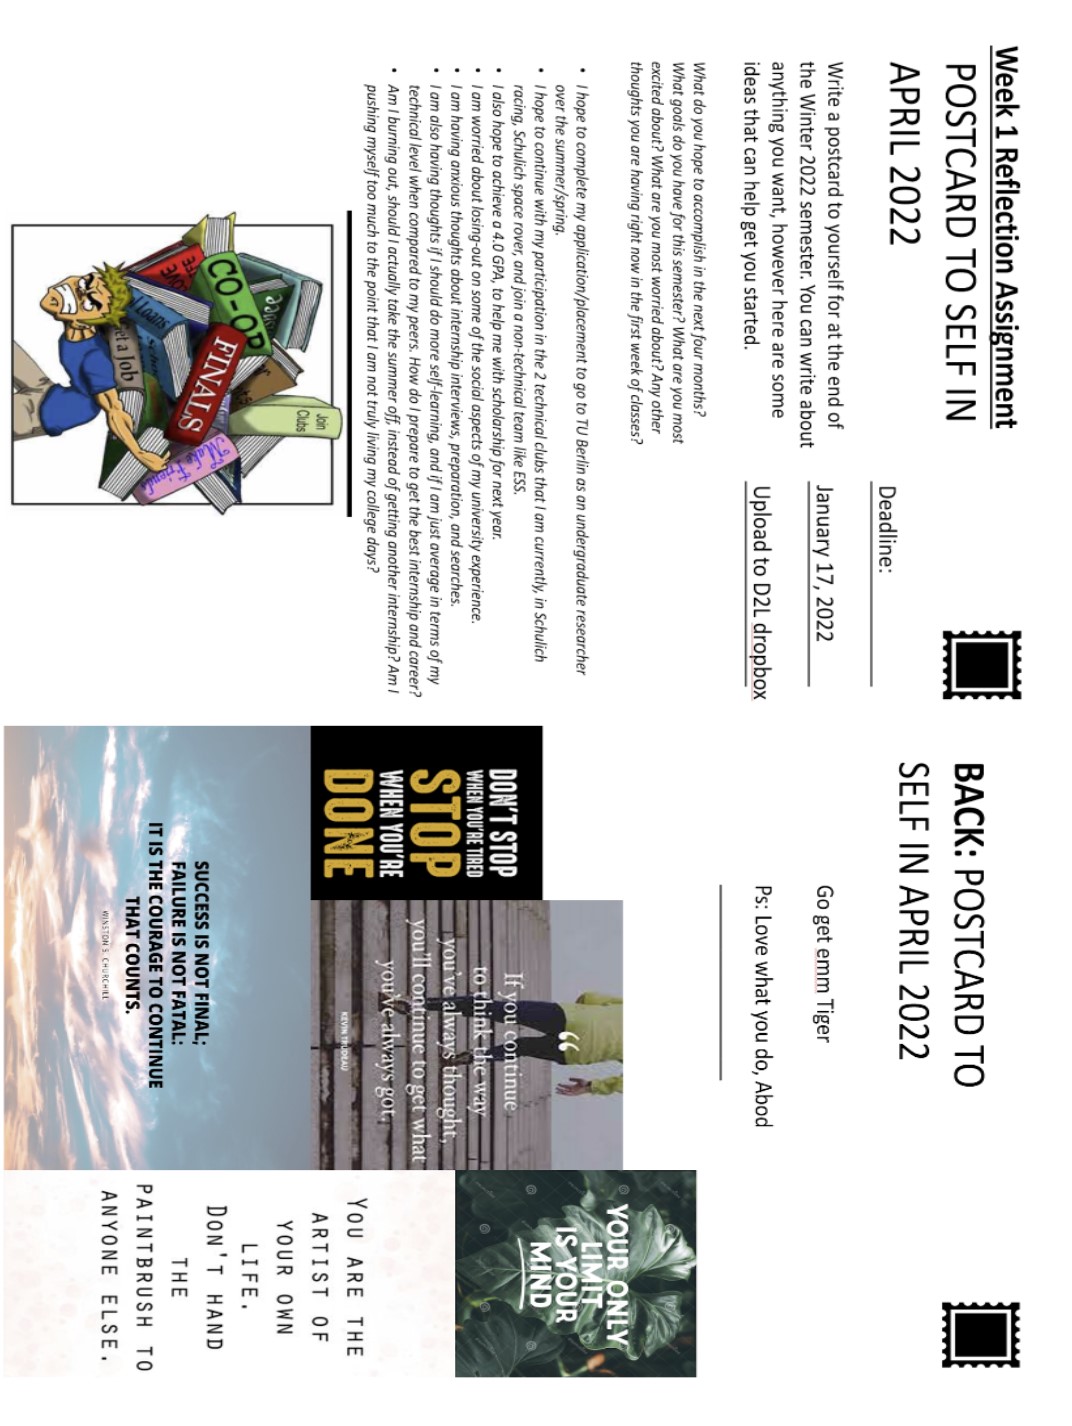 Week 1 Reflection Assignment
POSTCARD TO SELF IN
APRIL 2022
Deadline:
January 17, 2022
Upload to D2L dropbox
Write a postcard to yourself for at the end of
the Winter 2022 semester. You can write about
anything you want, however here are some
ideas that can help get you started.
What do you hope to accomplish in the next four months?
What goals do you have for this semester? What are you most
excited about? What are you most worried about? Any other
thoughts you are having right now in the first week of classes?
• I hope to complete my application/placement to go to TU Berlin as an undergraduate researcher
over the summer/spring.
• I hope to continue with my participation in the 2 technical clubs that I am currently, in Schulich
racing, Schulich space rover, and join a non-technical team like ESS.
• I also hope to achieve a 4.0 GPA, to help me with scholarship for next year.
• I am worried about losing-out on some of the social aspects of my university experience.
• I am having anxious thoughts about internship interviews, preparation, and searches.
• I am also having thoughts if I should do more self-learning, and if I am just average in terms of my
technical level when compared to my peers. How do I prepare to get the best internship and career?
• Am I burning out, should I actually take the summer off, instead of getting another internship? Am I
pushing myself too much to the point that I am not truly living my college days?
Join
Clubs
CO-OP
FINALS
Make Friends
Loans
Get a Job
BACK: POSTCARD TO
SELF IN APRIL 2022
Go get emm Tiger
Ps: Love what you do, Abod
YOUR ONLY
LIMIT
IS YOUR
MIND
“
If you continue
to think the way
you've always thought,
you'll continue to get what
you've always got.
KEVIN TRUDEAU
DON'T STOP
WHEN YOU'RE TIRED
STOP
WHEN YOU'RE
DONE
SUCCESS IS NOT FINAL;
FAILURE IS NOT FATAL:
IT IS THE COURAGE TO CONTINUE
THAT COUNTS.
WINSTON S. CHURCHILL
YOU ARE THE
ARTIST OF
YOUR OWN
LIFE.
DON'T HAND
THE
PAINTBRUSH TO
ANYONE ELSE.